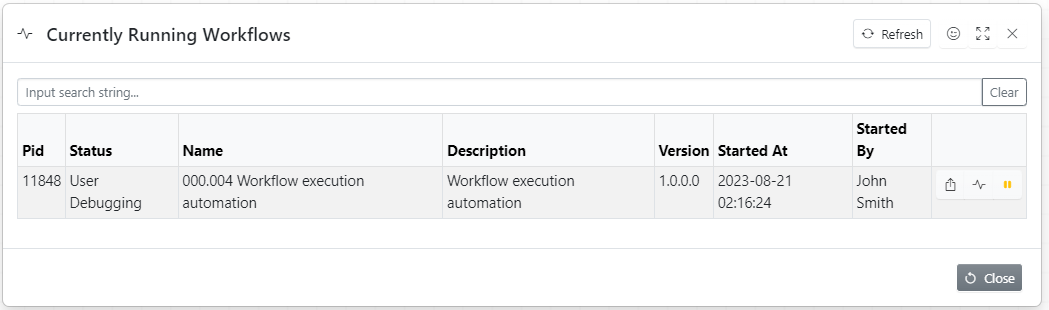 Currently Running Workflows
Refresh
Input search string...
Clear
Pid
Status
Name
Description
Version
Started At
Started
By
11848
User
Debugging
000.004 Workflow execution
automation
Workflow execution
automation
1.0.0.0
2023-08-21
02:16:24
John
Smith
Close